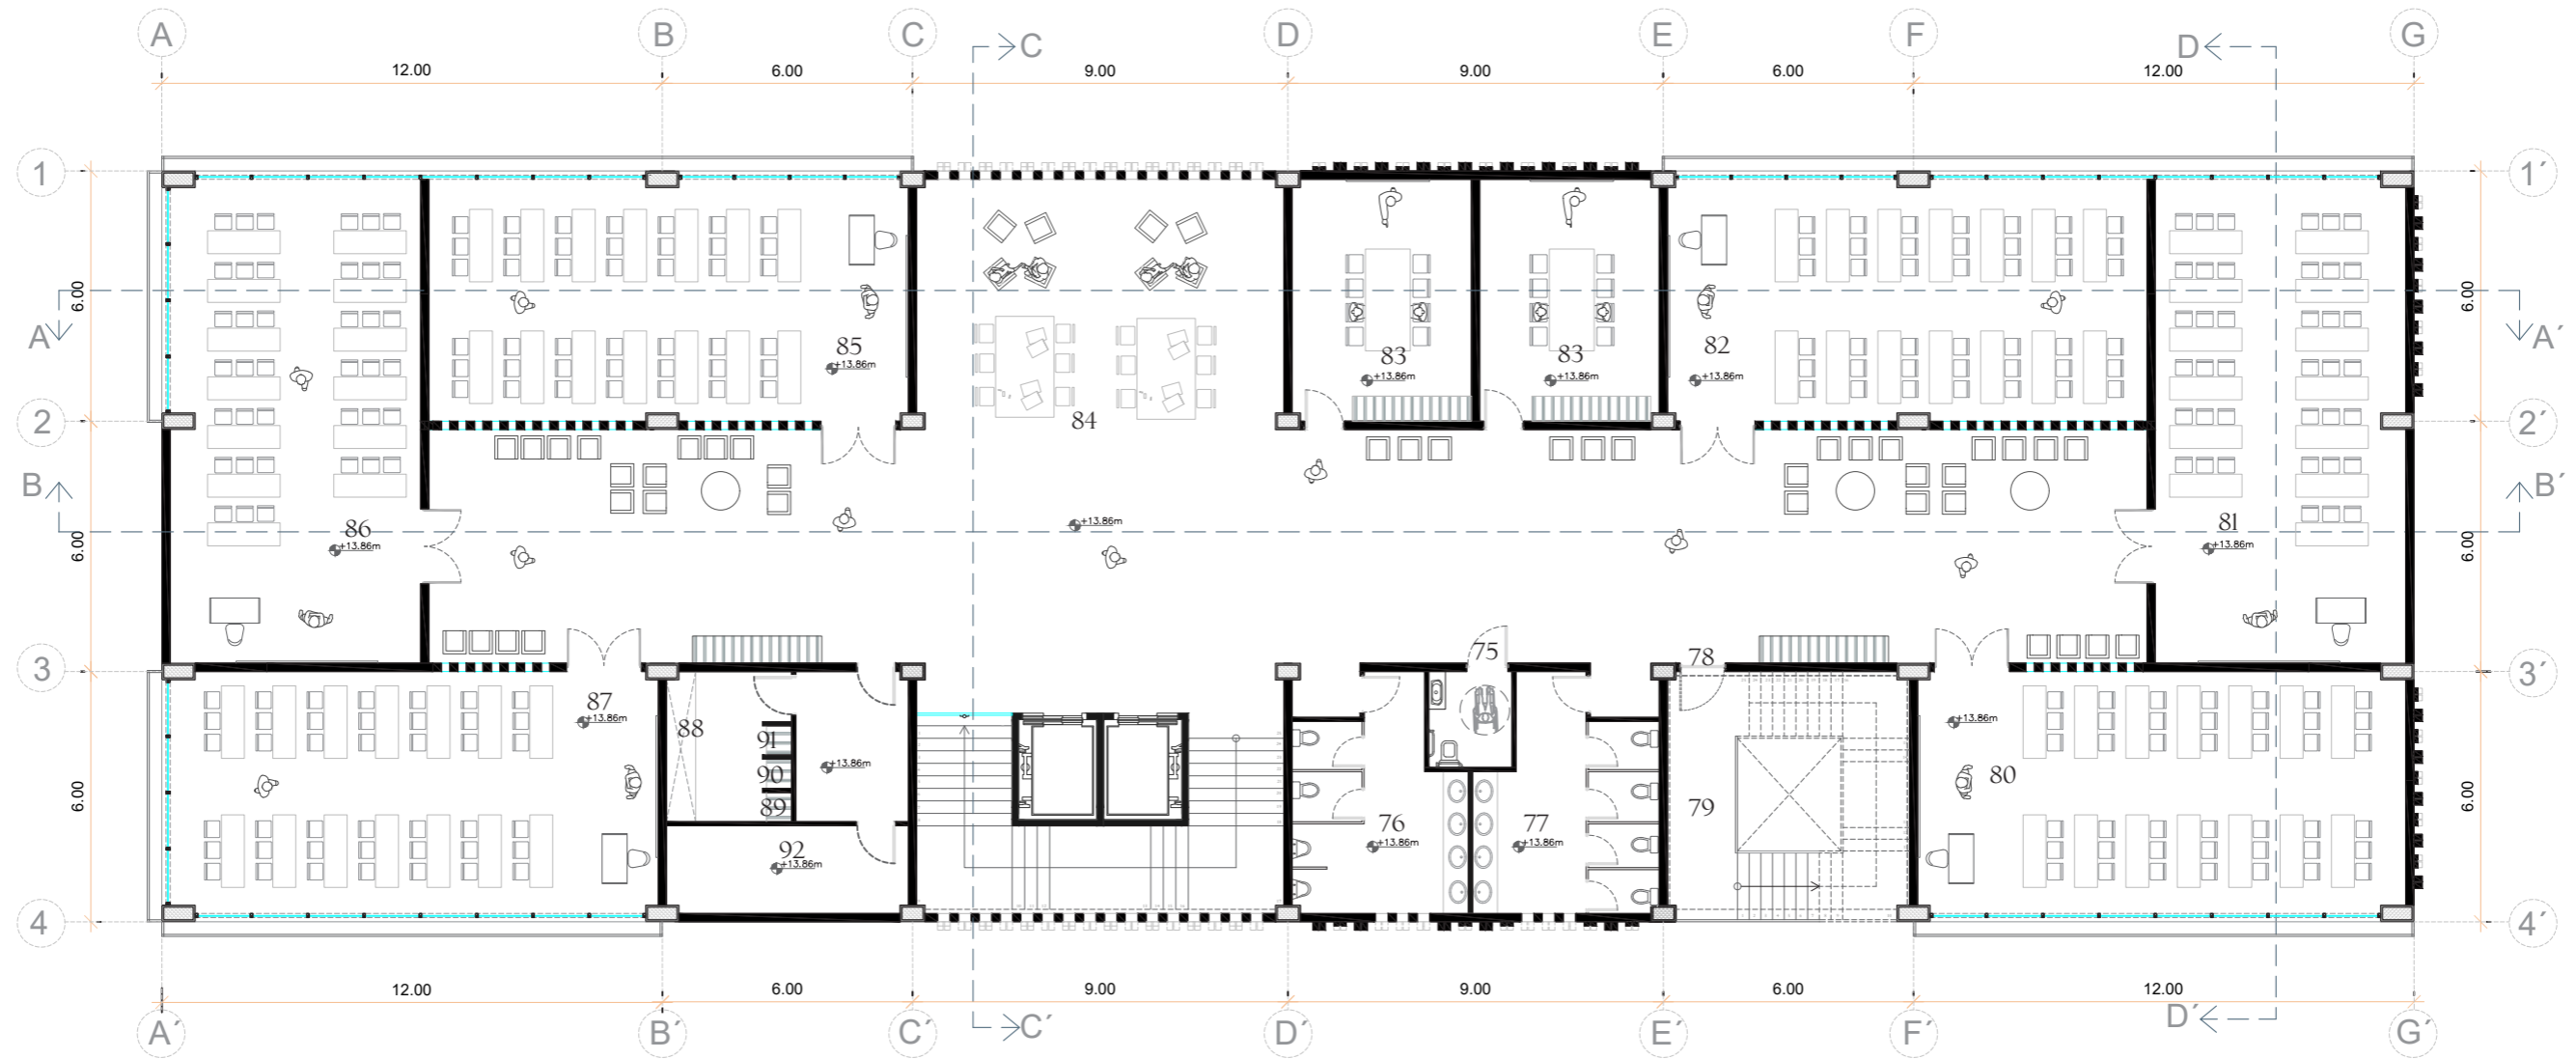 A B C D E F G
C D
12.00 6.00 9.00 9.00 6.00 12.00
1 1´
6.00 6.00
A A´
85 83 83 82
+13.86m +13.86m +13.86m +13.86m
2 84 2´
B B´
86 81
+13.86m +13.86m +13.86m
6.00 6.00
75 78
3 3´
87 88 91
+13.86m +13.86m
90 80
+13.86m
6.00 89 79 6.00
76 77
+13.86m +13.86m
92
+13.86m
4 4´
12.00 6.00 9.00 9.00 6.00 12.00
C´ D´
A´ B´ C´ D´ E´ F´ G´